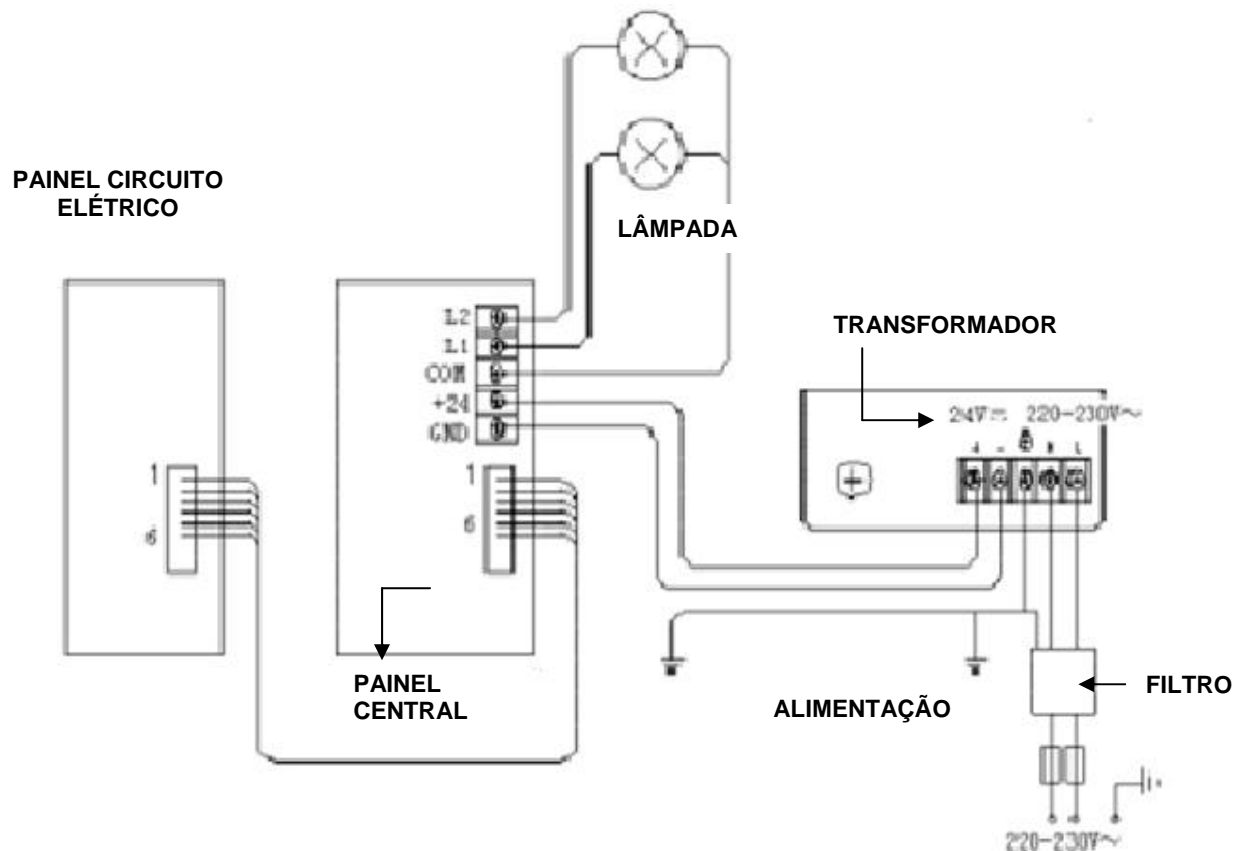 PAINEL CIRCUITO
ELÉTRICO
LÂMPADA
L2
L1
COM
+24
GND
1
6
1
6
TRANSFORMADOR
24V 220-230V~
+ - N L
PAINEL
CENTRAL
ALIMENTAÇÃO
FILTRO
220-230V~